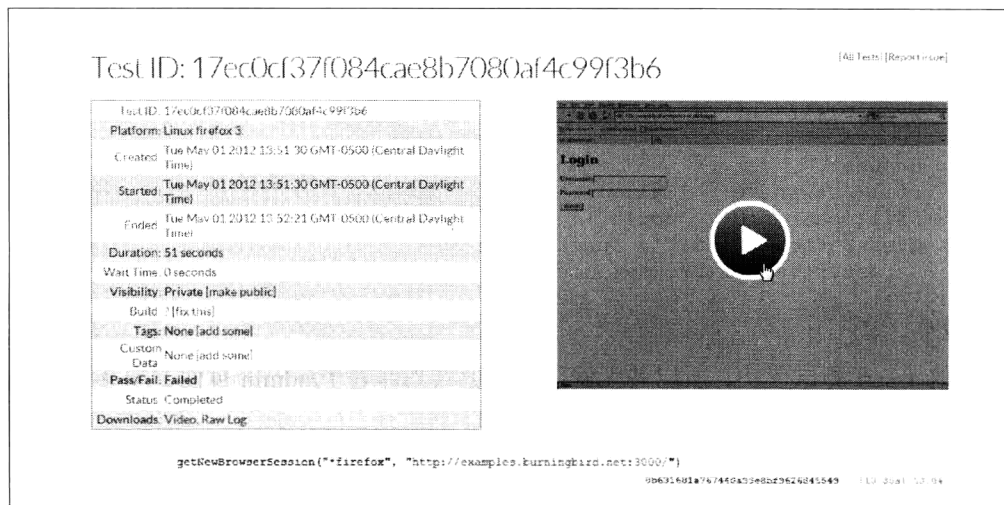 Test ID: 17ec0cf37f084cae8b7080af4c99f3b6
[All Tests] [Report issue]
Test ID: 17ec0cf37f084cae8b7080af4c99f3b6
Platform: Linux firefox 3
Created: Tue May 01 2012 13:51:30 GMT-0500 (Central Daylight
Time)
Started: Tue May 01 2012 13:51:30 GMT-0500 (Central Daylight
Time)
Ended: Tue May 01 2012 13:52:21 GMT-0500 (Central Daylight
Time)
Duration: 51 seconds
Wait Time: 0 seconds
Visibility: Private [make public]
Build: ? [fix this]
Tags: None [add some]
Custom
Data: None [add some]
Pass/Fail: Failed
Status: Completed
Downloads: Video, Raw Log
Login
Username
Password
getNewBrowserSession("*firefox", "http://examples.burningbird.net:3000/")